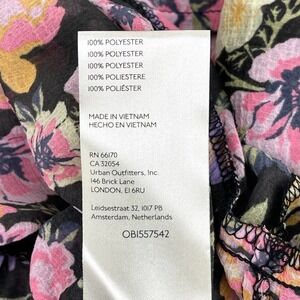 100% POLYESTER
100% POLYESTER
100% POLYESTER
100% POLIESTERE
100% POLIÉSTER
MADE IN VIETNAM
HECHO EN VIETNAM
RN 66170
CA 32054
Urban Outfitters, Inc.
146 Brick Lane
LONDON, E1 6RU
Leidsestraat 32, 1017 PB
Amsterdam, Netherlands
OB1557542